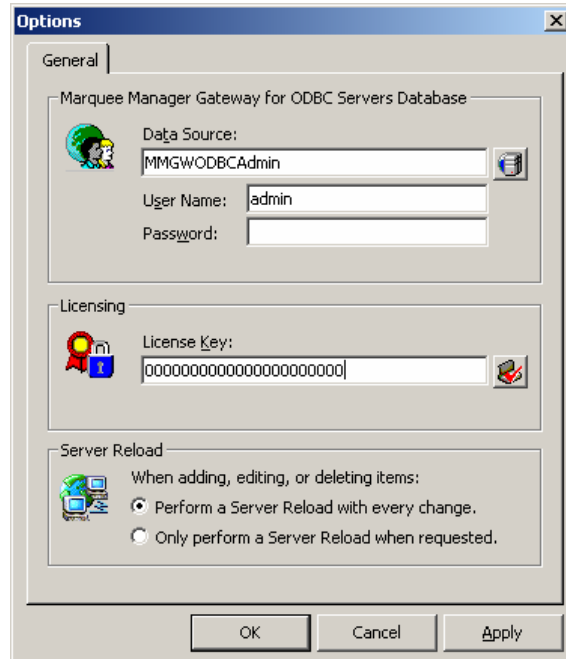 Options
General
Marquee Manager Gateway for ODBC Servers Database
Data Source:
MMGWODBCAdmin
User Name:
admin
Password:
Licensing
License Key:
0000000000000000000000
Server Reload
When adding, editing, or deleting items:
Perform a Server Reload with every change.
Only perform a Server Reload when requested.
OK
Cancel
Apply